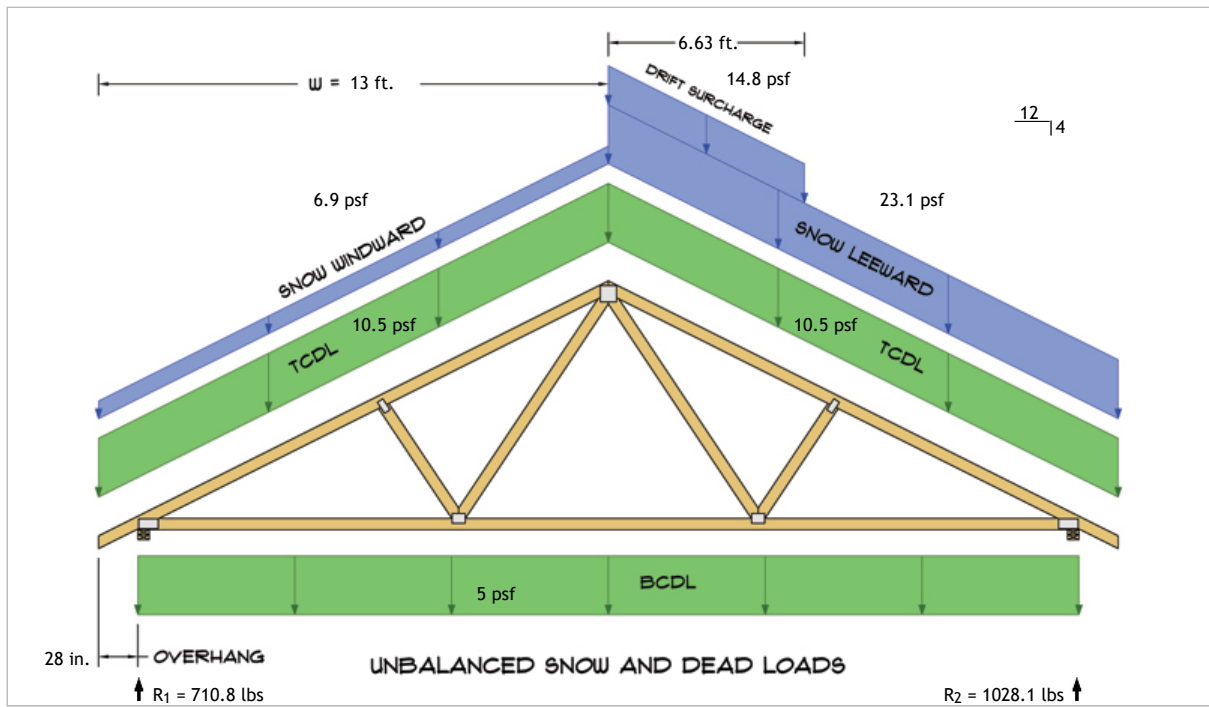 6.63 ft.
W = 13 ft.
DRIFT SURCHARGE
14.8 psf
12
4
6.9 psf
23.1 psf
SNOW WINDWARD
SNOW LEEWARD
10.5 psf
10.5 psf
TCDL
TCDL
5 psf
BCDL
28 in.
OVERHANG
UNBALANCED SNOW AND DEAD LOADS
R1 = 710.8 lbs
R2 = 1028.1 lbs